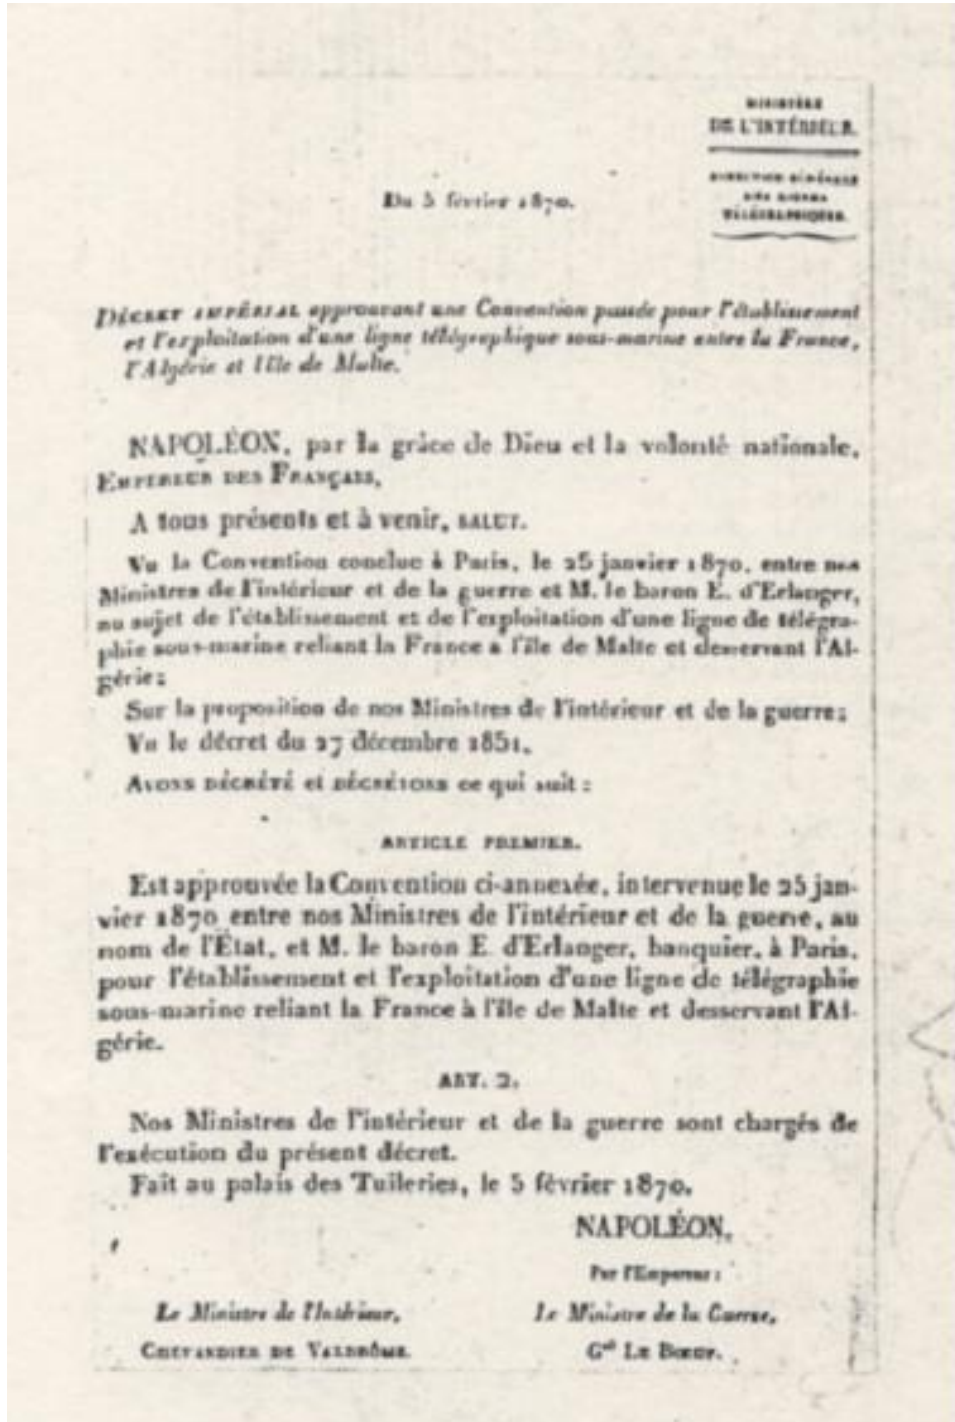 MINISTÈRE
DE L'INTÉRIEUR.
DIRECTION GÉNÉRALE
DES LIGNES
TÉLÉGRAPHIQUES.
Du 5 février 1870.
DÉCRET IMPÉRIAL approuvant une Convention passée pour l'établissement
et l'exploitation d'une ligne télégraphique sous-marine entre la France,
l'Algérie et l'île de Malte.
NAPOLÉON, par la grâce de Dieu et la volonté nationale,
EMPEREUR DES FRANÇAIS,
A tous présents et à venir, SALUT.
Vu la Convention conclue à Paris, le 25 janvier 1870, entre nos
Ministres de l'intérieur et de la guerre et M. le baron E. d'Erlanger,
au sujet de l'établissement et de l'exploitation d'une ligne de télégra-
phie sous-marine reliant la France à l'île de Malte et desservant l'Al-
gérie;
Sur la proposition de nos Ministres de l'intérieur et de la guerre;
Vu le décret du 27 décembre 1851,
AVONS DÉCRÉTÉ et DÉCRÉTONS ce qui suit :
ARTICLE PREMIER.
Est approuvée la Convention ci-annexée, intervenue le 25 jan-
vier 1870 entre nos Ministres de l'intérieur et de la guerre, au
nom de l'État, et M. le baron E. d'Erlanger, banquier, à Paris,
pour l'établissement et l'exploitation d'une ligne de télégraphie
sous-marine reliant la France à l'île de Malte et desservant l'Al-
gérie.
ART. 2.
Nos Ministres de l'intérieur et de la guerre sont chargés de
l'exécution du présent décret.
Fait au palais des Tuileries, le 5 février 1870.
NAPOLÉON.
Par l'Empereur :
Le Ministre de l'Intérieur,
Le Ministre de la Guerre,
CHEVANDIER DE VALDRÔME.
Gᵃˡ LE BŒUF.